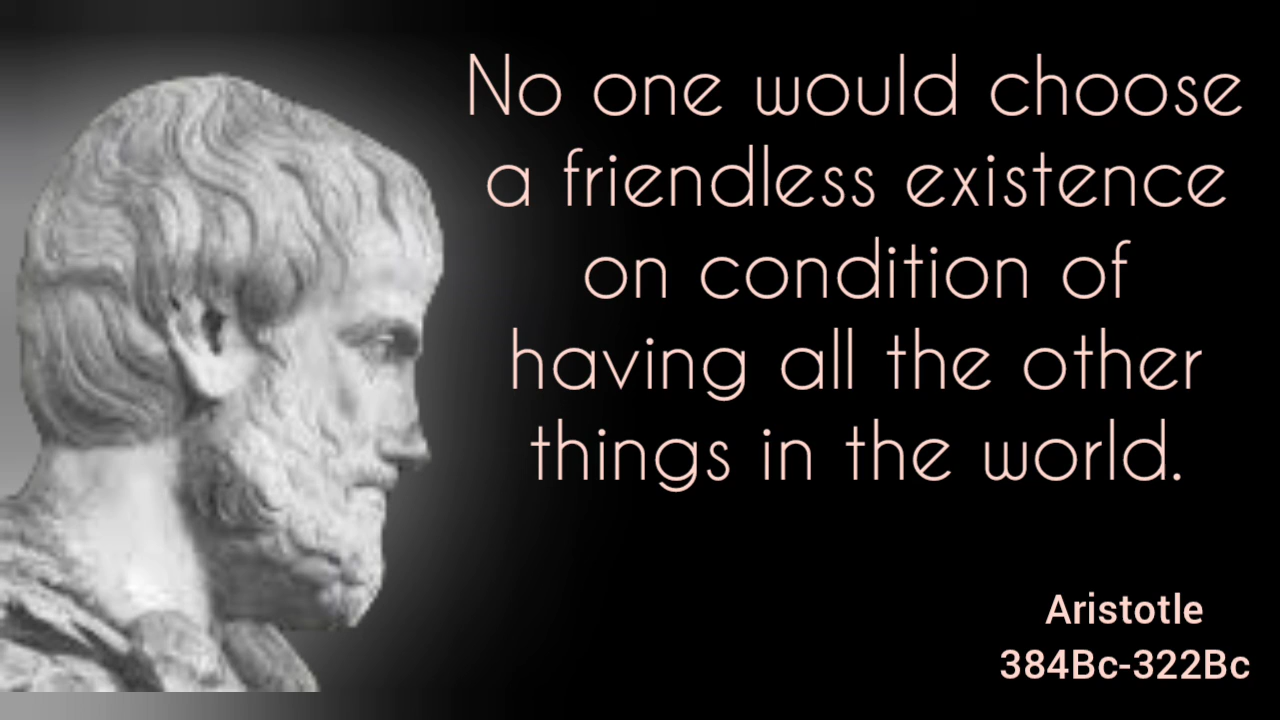 No one would choose
a friendless existence
on condition of
having all the other
things in the world.
Aristotle
384Bc-322Bc